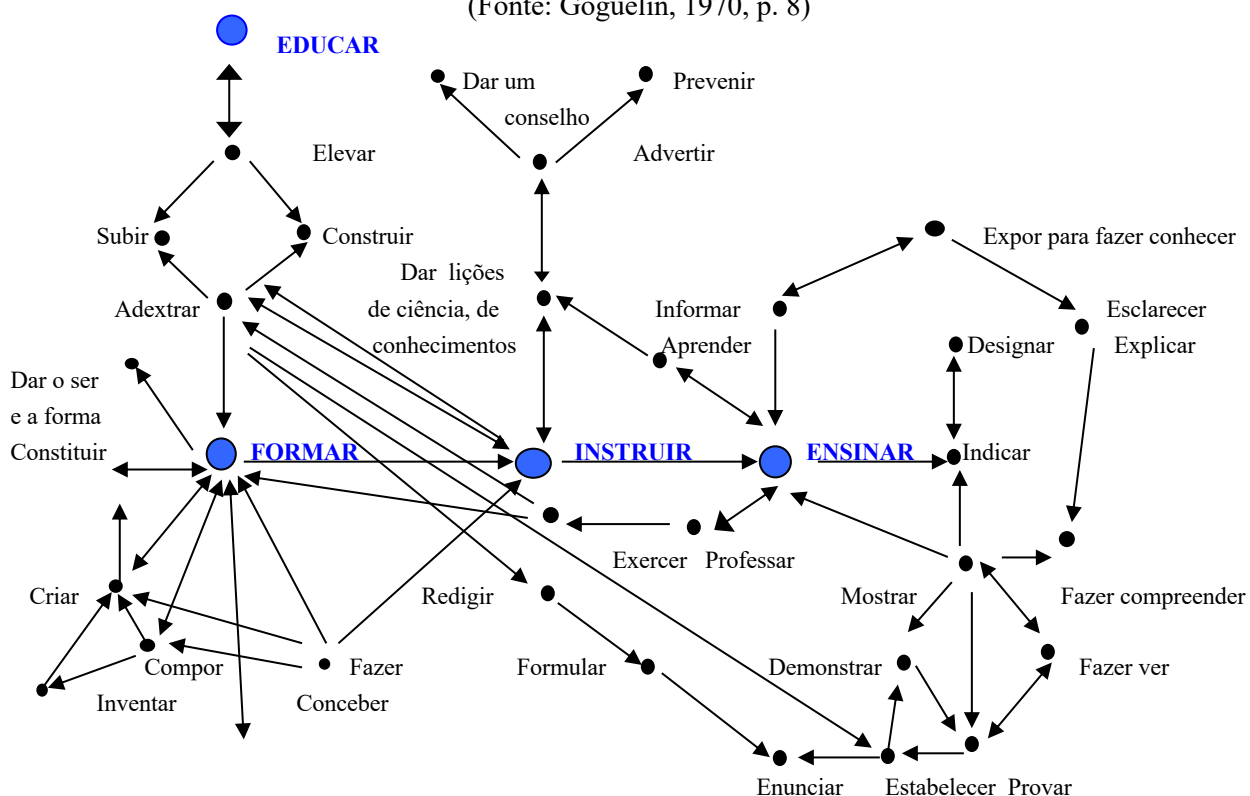 (Fonte: Goguelin, 1970, p. 8)
EDUCAR
Dar um
conselho
Prevenir
Elevar
Advertir
Subir
Construir
Expor para fazer conhecer
Dar lições
de ciência, de
conhecimentos
Adextrar
Informar
Aprender
Esclarecer
Explicar
Designar
Dar o ser
e a forma
Constituir
FORMAR
INSTRUIR
ENSINAR
Indicar
Exercer
Professar
Criar
Redigir
Mostrar
Fazer compreender
Compor
Fazer
Formular
Demonstrar
Fazer ver
Inventar
Conceber
Enunciar
Estabelecer
Provar